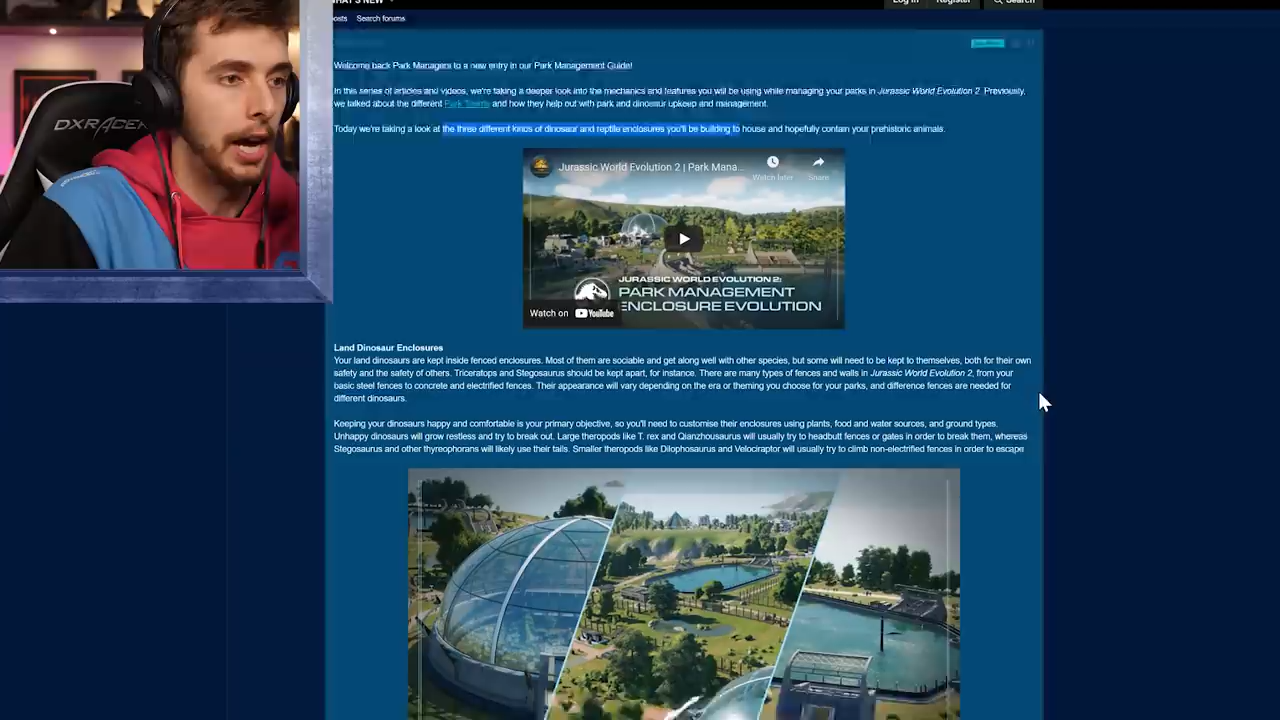 WHAT'S NEW
Log in Register Search
posts Search forums
Welcome back Park Managers to a new entry in our Park Management Guide!
In this series of articles and videos, we're taking a deeper look into the mechanics and features you will be using while managing your parks in Jurassic World Evolution 2. Previously,
we talked about the different Park Teams and how they help out with park and dinosaur upkeep and management.
Today we're taking a look at the three different kinds of dinosaur and reptile enclosures you'll be building to house and hopefully contain your prehistoric animals.
Jurassic World Evolution 2 | Park Mana...
Watch later Share
JURASSIC WORLD EVOLUTION 2:
PARK MANAGEMENT
ENCLOSURE EVOLUTION
Watch on YouTube
DXRACER
Land Dinosaur Enclosures
Your land dinosaurs are kept inside fenced enclosures. Most of them are sociable and get along well with other species, but some will need to be kept to themselves, both for their own
safety and the safety of others. Triceratops and Stegosaurus should be kept apart, for instance. There are many types of fences and walls in Jurassic World Evolution 2, from your
basic steel fences to concrete and electrified fences. Their appearance will vary depending on the era or theming you choose for your parks, and difference fences are needed for
different dinosaurs.
Keeping your dinosaurs happy and comfortable is your primary objective, so you'll need to customise their enclosures using plants, food and water sources, and ground types.
Unhappy dinosaurs will grow restless and try to break out. Large theropods like T. rex and Qianzhousaurus will usually try to headbutt fences or gates in order to break them, whereas
Stegosaurus and other thyreophorans will likely use their tails. Smaller theropods like Dilophosaurus and Velociraptor will usually try to climb non-electrified fences in order to escape